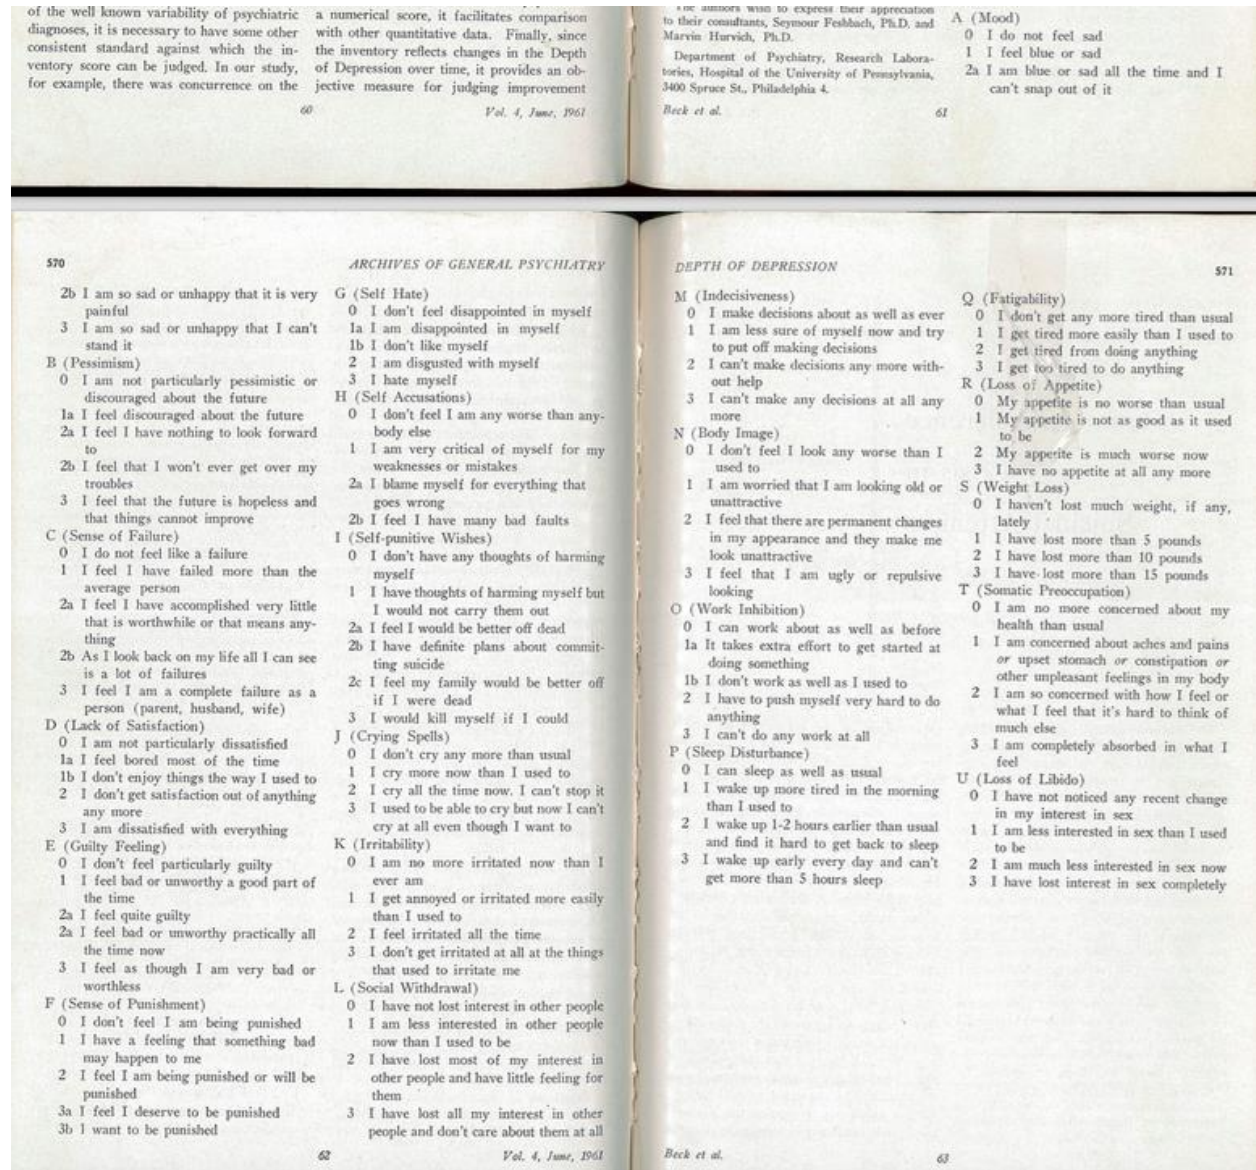 of the well known variability of psychiatric
diagnoses, it is necessary to have some other
consistent standard against which the in-
ventory score can be judged. In our study,
for example, there was concurrence on the
60
a numerical score, it facilitates comparison
with other quantitative data. Finally, since
the inventory reflects changes in the Depth
of Depression over time, it provides an ob-
jective measure for judging improvement
Vol. 4, June, 1961
The authors wish to express their appreciation
to their consultants, Seymour Feshbach, Ph.D. and
Marvin Hurvich, Ph.D.
Department of Psychiatry, Research Labora-
tories, Hospital of the University of Pennsylvania,
3400 Spruce St., Philadelphia 4.
Beck et al.
61
A (Mood)
0 I do not feel sad
1 I feel blue or sad
2a I am blue or sad all the time and I
can't snap out of it
570
ARCHIVES OF GENERAL PSYCHIATRY
2b I am so sad or unhappy that it is very
painful
3 I am so sad or unhappy that I can't
stand it
B (Pessimism)
0 I am not particularly pessimistic or
discouraged about the future
1a I feel discouraged about the future
2a I feel I have nothing to look forward
to
2b I feel that I won't ever get over my
troubles
3 I feel that the future is hopeless and
that things cannot improve
C (Sense of Failure)
0 I do not feel like a failure
1 I feel I have failed more than the
average person
2a I feel I have accomplished very little
that is worthwhile or that means any-
thing
2b As I look back on my life all I can see
is a lot of failures
3 I feel I am a complete failure as a
person (parent, husband, wife)
D (Lack of Satisfaction)
0 I am not particularly dissatisfied
1a I feel bored most of the time
1b I don't enjoy things the way I used to
2 I don't get satisfaction out of anything
any more
3 I am dissatisfied with everything
E (Guilty Feeling)
0 I don't feel particularly guilty
1 I feel bad or unworthy a good part of
the time
2a I feel quite guilty
2a I feel bad or unworthy practically all
the time now
3 I feel as though I am very bad or
worthless
F (Sense of Punishment)
0 I don't feel I am being punished
1 I have a feeling that something bad
may happen to me
2 I feel I am being punished or will be
punished
3a I feel I deserve to be punished
3b I want to be punished
62
G (Self Hate)
0 I don't feel disappointed in myself
1a I am disappointed in myself
1b I don't like myself
2 I am disgusted with myself
3 I hate myself
H (Self Accusations)
0 I don't feel I am any worse than any-
body else
1 I am very critical of myself for my
weaknesses or mistakes
2a I blame myself for everything that
goes wrong
2b I feel I have many bad faults
I (Self-punitive Wishes)
0 I don't have any thoughts of harming
myself
1 I have thoughts of harming myself but
I would not carry them out
2a I feel I would be better off dead
2b I have definite plans about commit-
ting suicide
2c I feel my family would be better off
if I were dead
3 I would kill myself if I could
J (Crying Spells)
0 I don't cry any more than usual
1 I cry more now than I used to
2 I cry all the time now. I can't stop it
3 I used to be able to cry but now I can't
cry at all even though I want to
K (Irritability)
0 I am no more irritated now than I
ever am
1 I get annoyed or irritated more easily
than I used to
2 I feel irritated all the time
3 I don't get irritated at all at the things
that used to irritate me
L (Social Withdrawal)
0 I have not lost interest in other people
1 I am less interested in other people
now than I used to be
2 I have lost most of my interest in
other people and have little feeling for
them
3 I have lost all my interest in other
people and don't care about them at all
Vol. 4, June, 1961
DEPTH OF DEPRESSION
571
M (Indecisiveness)
0 I make decisions about as well as ever
1 I am less sure of myself now and try
to put off making decisions
2 I can't make decisions any more with-
out help
3 I can't make any decisions at all any
more
N (Body Image)
0 I don't feel I look any worse than I
used to
1 I am worried that I am looking old or
unattractive
2 I feel that there are permanent changes
in my appearance and they make me
look unattractive
3 I feel that I am ugly or repulsive
looking
O (Work Inhibition)
0 I can work about as well as before
1a It takes extra effort to get started at
doing something
1b I don't work as well as I used to
2 I have to push myself very hard to do
anything
3 I can't do any work at all
P (Sleep Disturbance)
0 I can sleep as well as usual
1 I wake up more tired in the morning
than I used to
2 I wake up 1-2 hours earlier than usual
and find it hard to get back to sleep
3 I wake up early every day and can't
get more than 5 hours sleep
Beck et al.
63
Q (Fatigability)
0 I don't get any more tired than usual
1 I get tired more easily than I used to
2 I get tired from doing anything
3 I get too tired to do anything
R (Loss of Appetite)
0 My appetite is no worse than usual
1 My appetite is not as good as it used
to be
2 My appetite is much worse now
3 I have no appetite at all any more
S (Weight Loss)
0 I haven't lost much weight, if any,
lately
1 I have lost more than 5 pounds
2 I have lost more than 10 pounds
3 I have lost more than 15 pounds
T (Somatic Preoccupation)
0 I am no more concerned about my
health than usual
1 I am concerned about aches and pains
or upset stomach or constipation or
other unpleasant feelings in my body
2 I am so concerned with how I feel or
what I feel that it's hard to think of
much else
3 I am completely absorbed in what I
feel
U (Loss of Libido)
0 I have not noticed any recent change
in my interest in sex
1 I am less interested in sex than I used
to be
2 I am much less interested in sex now
3 I have lost interest in sex completely